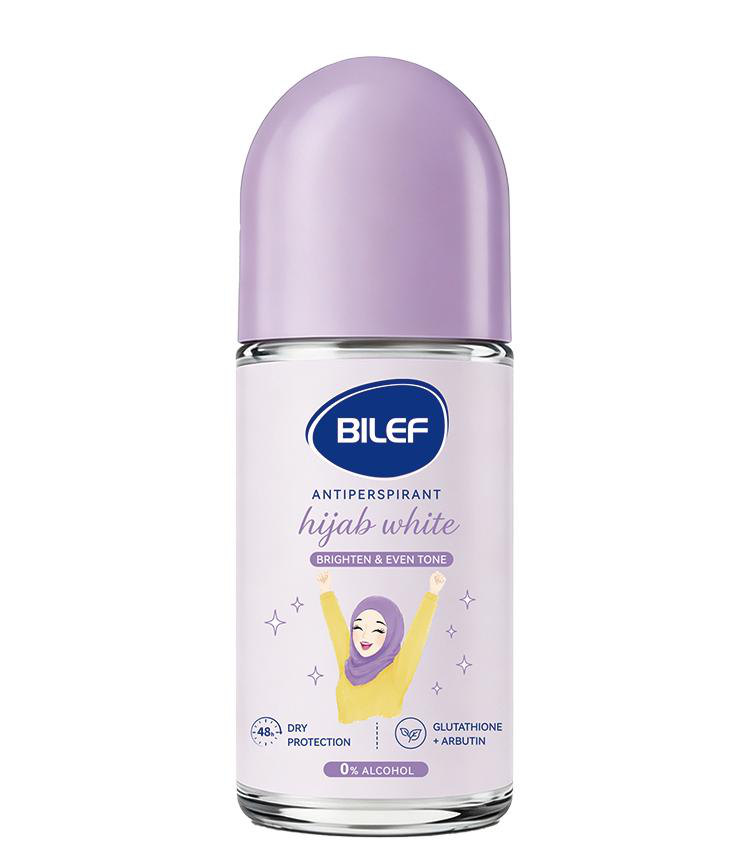 BILEF
ANTIPERSPIRANT
hijab white
BRIGHTEN & EVEN TONE
48h
DRY
PROTECTION
GLUTATHIONE
+ ARBUTIN
0% ALCOHOL